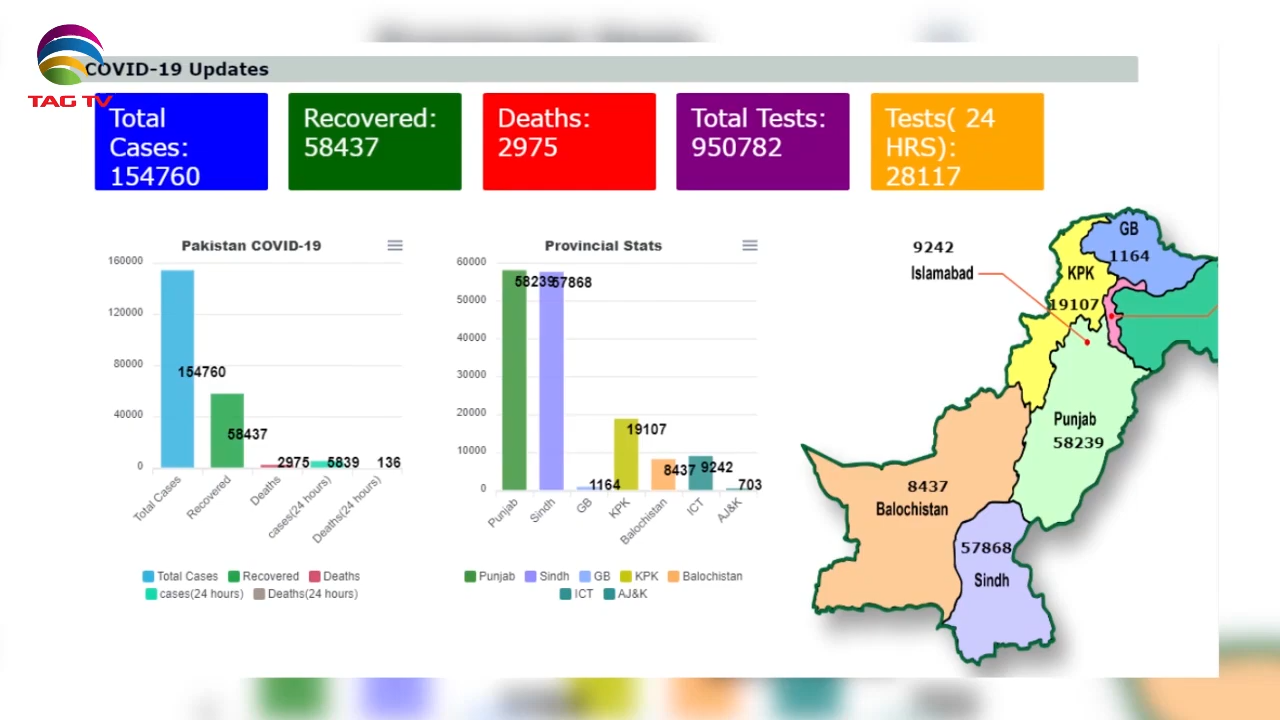 TAG TV
COVID-19 Updates
Total
Cases:
154760
Recovered:
58437
Deaths:
2975
Total Tests:
950782
Tests( 24
HRS):
28117
Pakistan COVID-19
160000
120000
80000
40000
0
154760
58437
2975
5839
136
Total Cases
Recovered
Deaths
cases(24 hours)
Deaths(24 hours)
Total Cases
Recovered
Deaths
cases(24 hours)
Deaths(24 hours)
Provincial Stats
60000
50000
40000
30000
20000
10000
0
58239
57868
1164
19107
8437
9242
703
Punjab
Sindh
GB
KPK
Balochistan
ICT
AJ&K
Punjab
Sindh
GB
KPK
Balochistan
ICT
AJ&K
GB
1164
9242
Islamabad
KPK
19107
Punjab
58239
8437
Balochistan
57868
Sindh